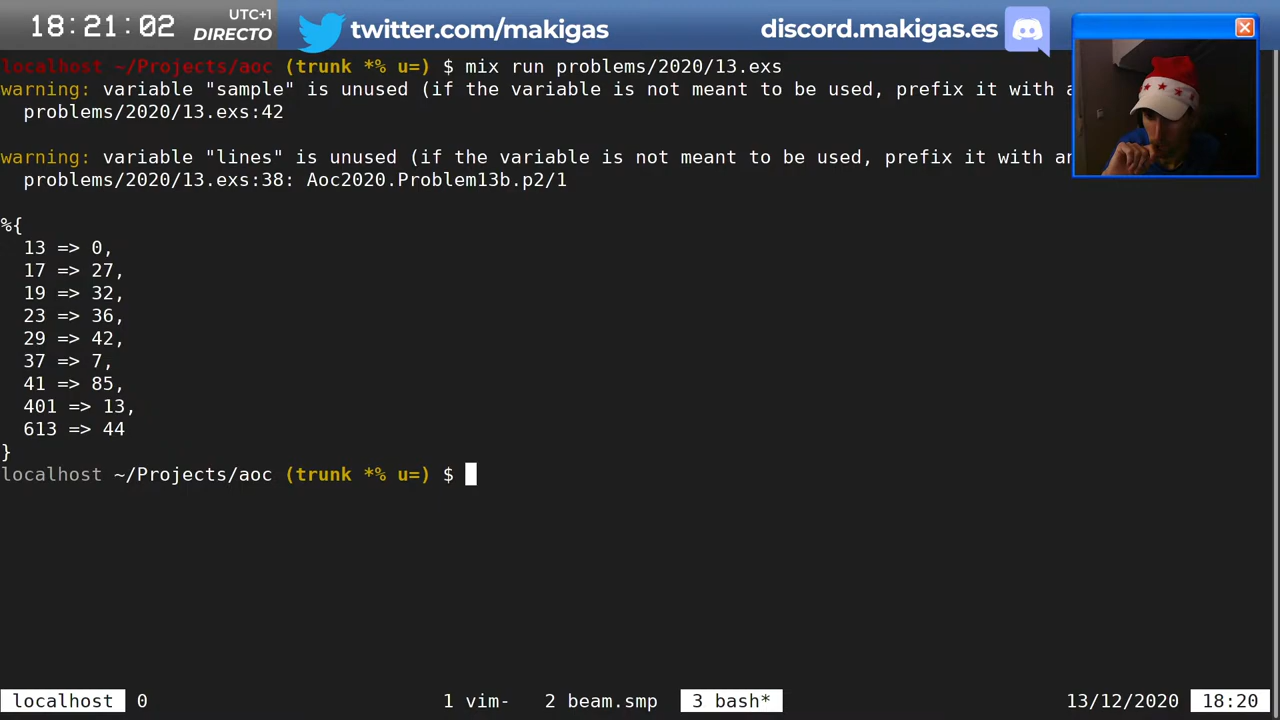 18:21:02
UTC+1
DIRECTO
twitter.com/makigas
discord.makigas.es
localhost ~/Projects/aoc (trunk *% u=) $ mix run problems/2020/13.exs
warning: variable "sample" is unused (if the variable is not meant to be used, prefix it with a
problems/2020/13.exs:42
warning: variable "lines" is unused (if the variable is not meant to be used, prefix it with an
problems/2020/13.exs:38: Aoc2020.Problem13b.p2/1
%{
13 => 0,
17 => 27,
19 => 32,
23 => 36,
29 => 42,
37 => 7,
41 => 85,
401 => 13,
613 => 44
}
localhost ~/Projects/aoc (trunk *% u=) $
localhost 0 1 vim- 2 beam.smp 3 bash* 13/12/2020 18:20